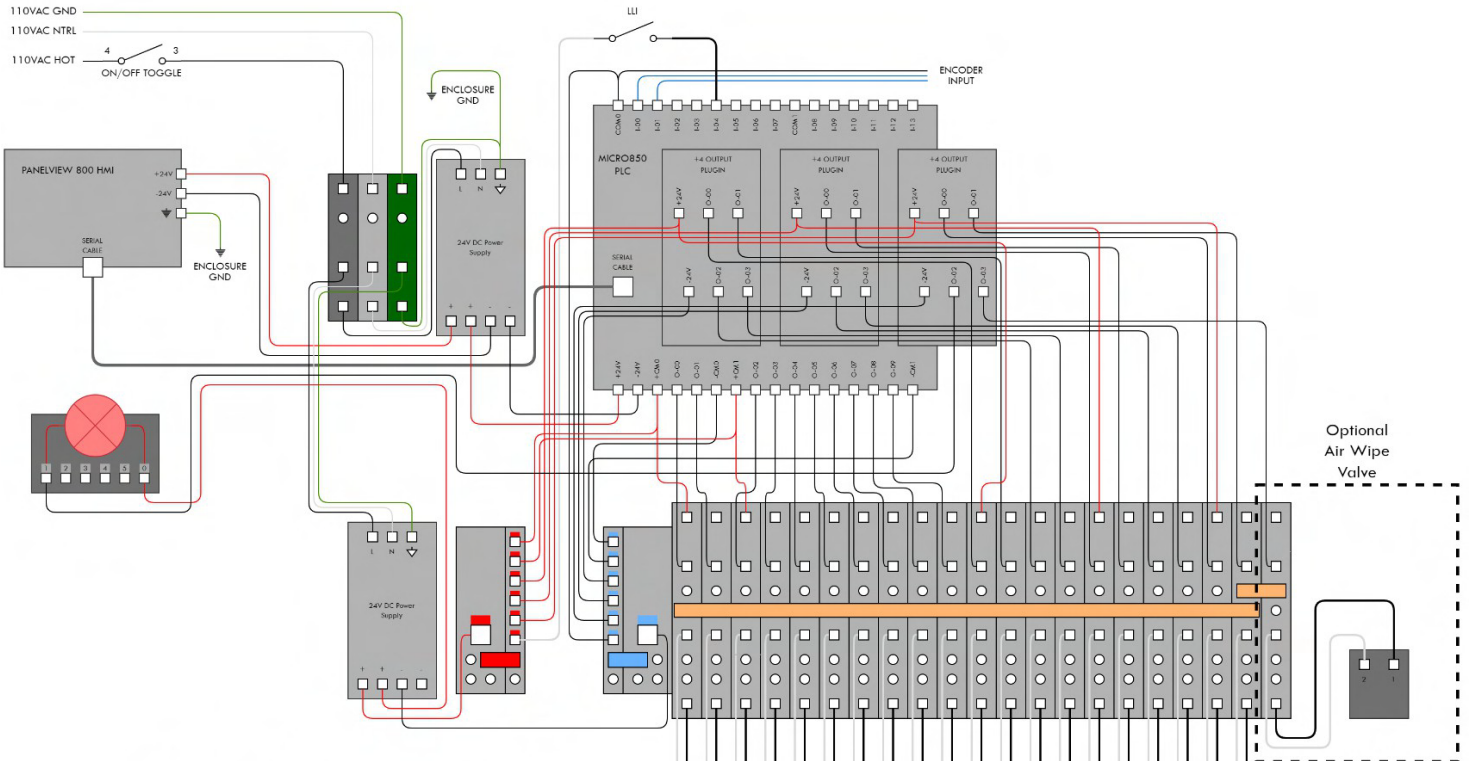 110VAC GND
110VAC NTRL
110VAC HOT
4
3
ON/OFF TOGGLE
LLI
ENCLOSURE
GND
ENCODER
INPUT
PANELVIEW 800 HMI
+24V
-24V
SERIAL
CABLE
ENCLOSURE
GND
L N
24V DC Power
Supply
+ + - -
COM0 I-00 I-01 I-02 I-03 I-04 I-05 I-06 I-07 COM1 I-08 I-09 I-10 I-11 I-12 I-13
MICRO850
PLC
+4 OUTPUT
PLUGIN
+24V O-00 O-01
-24V O-02 O-03
+4 OUTPUT
PLUGIN
+24V O-00 O-01
-24V O-02 O-03
+4 OUTPUT
PLUGIN
+24V O-00 O-01
-24V O-02 O-03
SERIAL
CABLE
+24V -24V +CM0 O-00 O-01 -CM0 +CM1 O-02 O-03 O-04 O-05 O-06 O-07 O-08 O-09 -CM1
1 2 3 4 5 0
L N
24V DC Power
Supply
+ + - -
Optional
Air Wipe
Valve
2 1